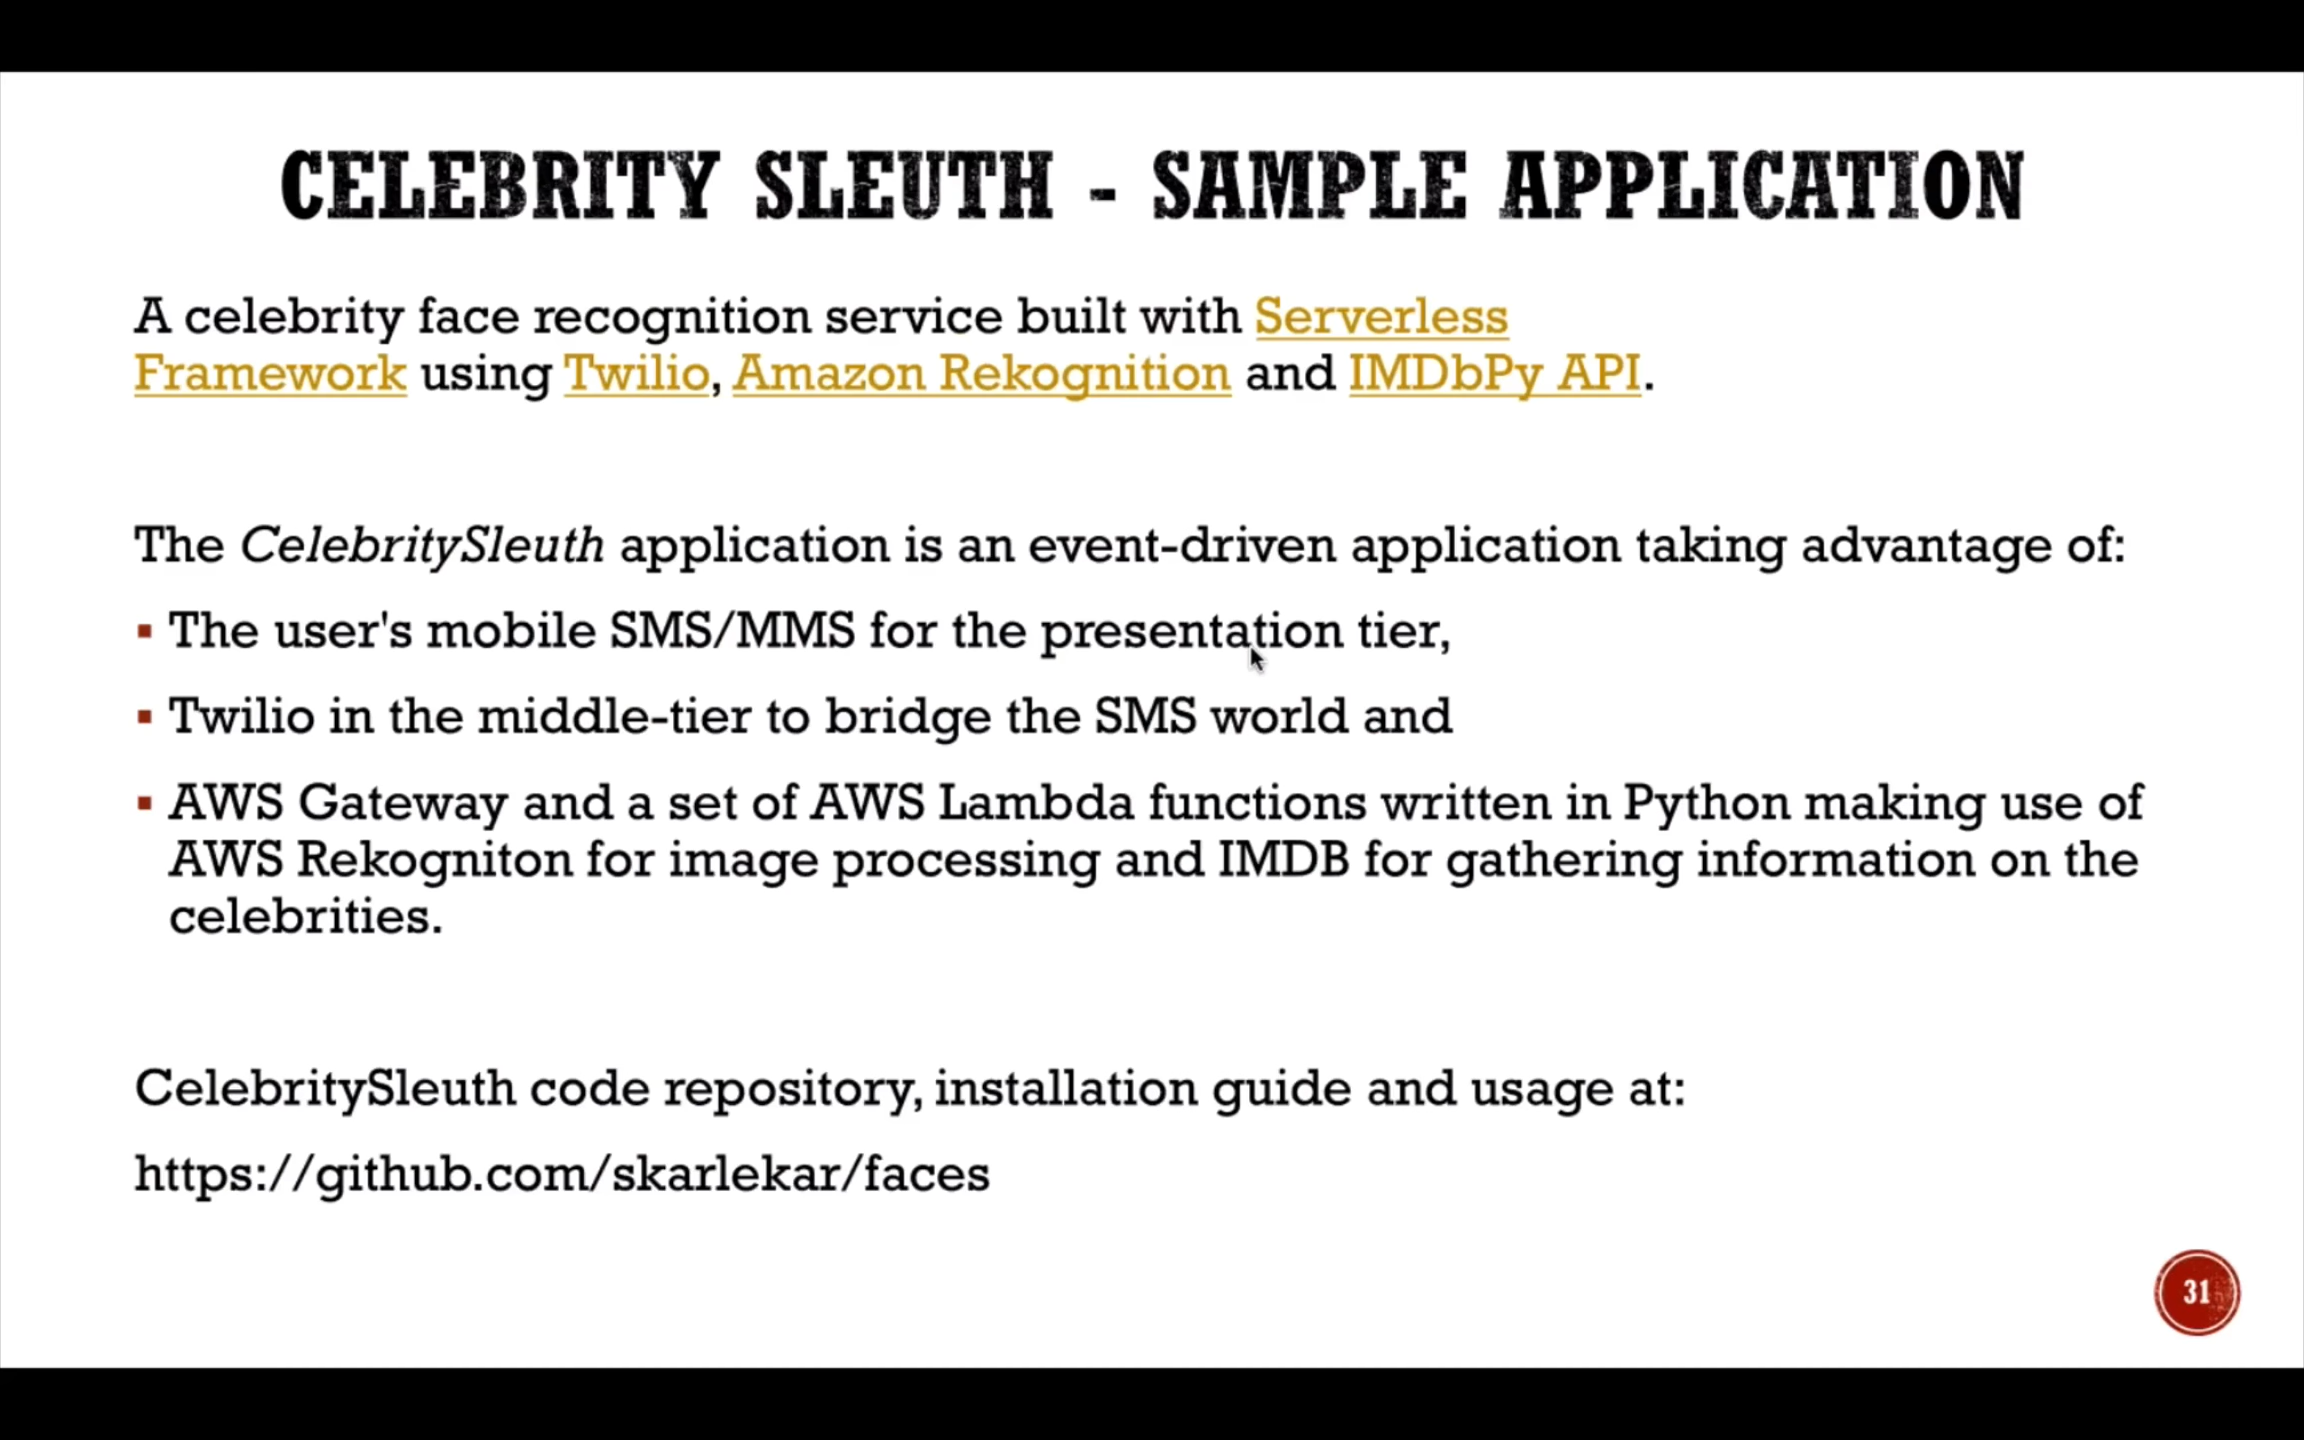 CELEBRITY SLEUTH - SAMPLE APPLICATION
A celebrity face recognition service built with Serverless
Framework using Twilio, Amazon Rekognition and IMDbPy API.
The CelebritySleuth application is an event-driven application taking advantage of:
▪ The user's mobile SMS/MMS for the presentation tier,
▪ Twilio in the middle-tier to bridge the SMS world and
▪ AWS Gateway and a set of AWS Lambda functions written in Python making use of
AWS Rekogniton for image processing and IMDB for gathering information on the
celebrities.
CelebritySleuth code repository, installation guide and usage at:
https://github.com/skarlekar/faces
31